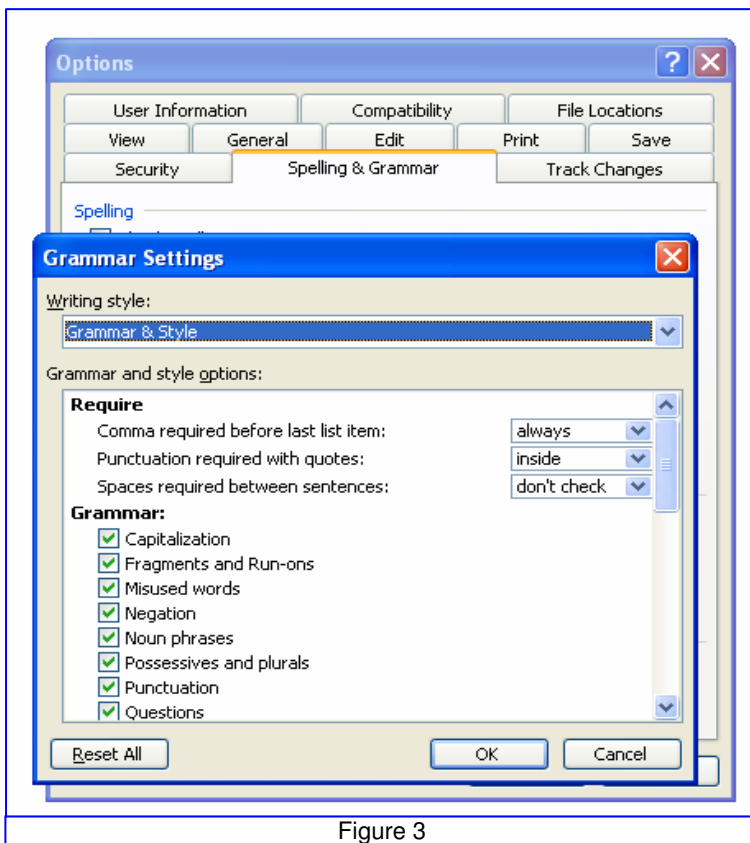 Options
User Information Compatibility File Locations
View General Edit Print Save
Security Spelling & Grammar Track Changes
Spelling
Grammar Settings
Writing style:
Grammar & Style
Grammar and style options:
Require
Comma required before last list item: always
Punctuation required with quotes: inside
Spaces required between sentences: don't check
Grammar:
Capitalization
Fragments and Run-ons
Misused words
Negation
Noun phrases
Possessives and plurals
Punctuation
Questions
Reset All OK Cancel
Figure 3